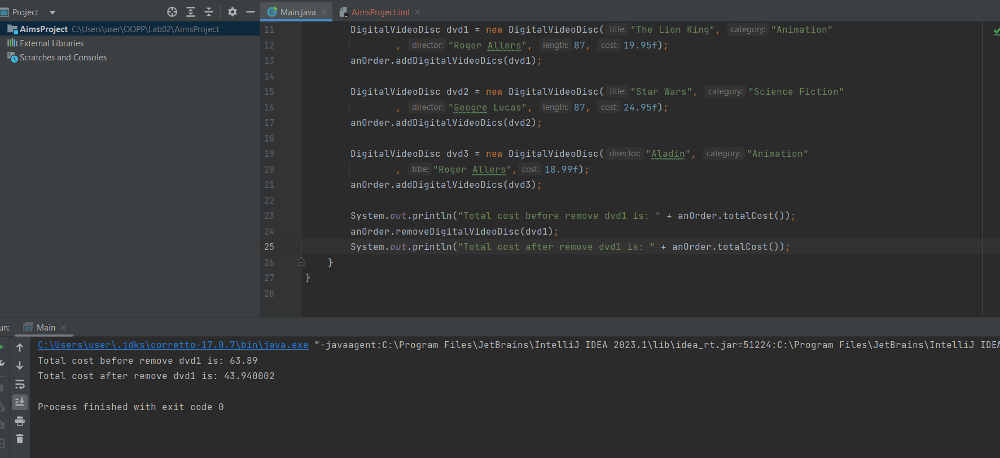 Project
Main.java
AimsProject.iml
AimsProject C:\Users\user\OOPP\Lab02\AimsProject
External Libraries
Scratches and Consoles
11 DigitalVideoDisc dvd1 = new DigitalVideoDisc( title: "The Lion King", category: "Animation"
12 , director: "Roger Allers", length: 87, cost: 19.95f);
13 anOrder.addDigitalVideoDics(dvd1);
14
15 DigitalVideoDisc dvd2 = new DigitalVideoDisc( title: "Star Wars", category: "Science Fiction"
16 , director: "Geogre Lucas", length: 87, cost: 24.95f);
17 anOrder.addDigitalVideoDics(dvd2);
18
19 DigitalVideoDisc dvd3 = new DigitalVideoDisc( director: "Aladin", category: "Animation"
20 , title: "Roger Allers", cost: 18.99f);
21 anOrder.addDigitalVideoDics(dvd3);
22
23 System.out.println("Total cost before remove dvd1 is: " + anOrder.totalCost());
24 anOrder.removeDigitalVideoDisc(dvd1);
25 System.out.println("Total cost after remove dvd1 is: " + anOrder.totalCost());
26 }
27 }
28
un: Main
C:\Users\user\.jdks\corretto-17.0.7\bin\java.exe "-javaagent:C:\Program Files\JetBrains\IntelliJ IDEA 2023.1\lib\idea_rt.jar=51224:C:\Program Files\JetBrains\IntelliJ IDEA
Total cost before remove dvd1 is: 63.89
Total cost after remove dvd1 is: 43.940002
Process finished with exit code 0